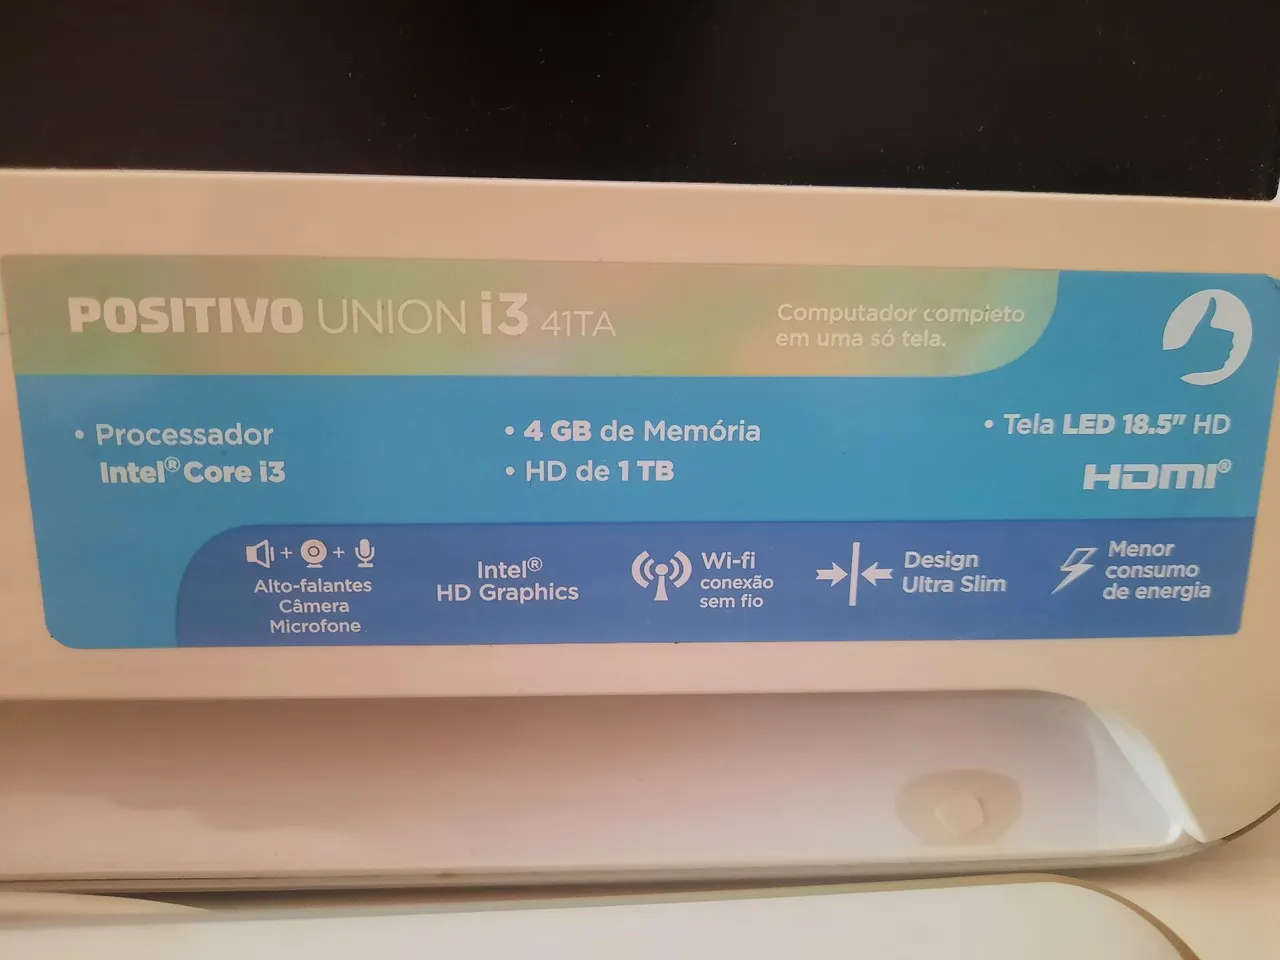 POSITIVO UNION i3 41TA
Computador completo
em uma só tela.
• Processador
Intel® Core i3
• 4 GB de Memória
• HD de 1 TB
• Tela LED 18.5" HD
HDMI®
+ +
Alto-falantes
Câmera
Microfone
Intel®
HD Graphics
Wi-fi
conexão
sem fio
Design
Ultra Slim
Menor
consumo
de energia